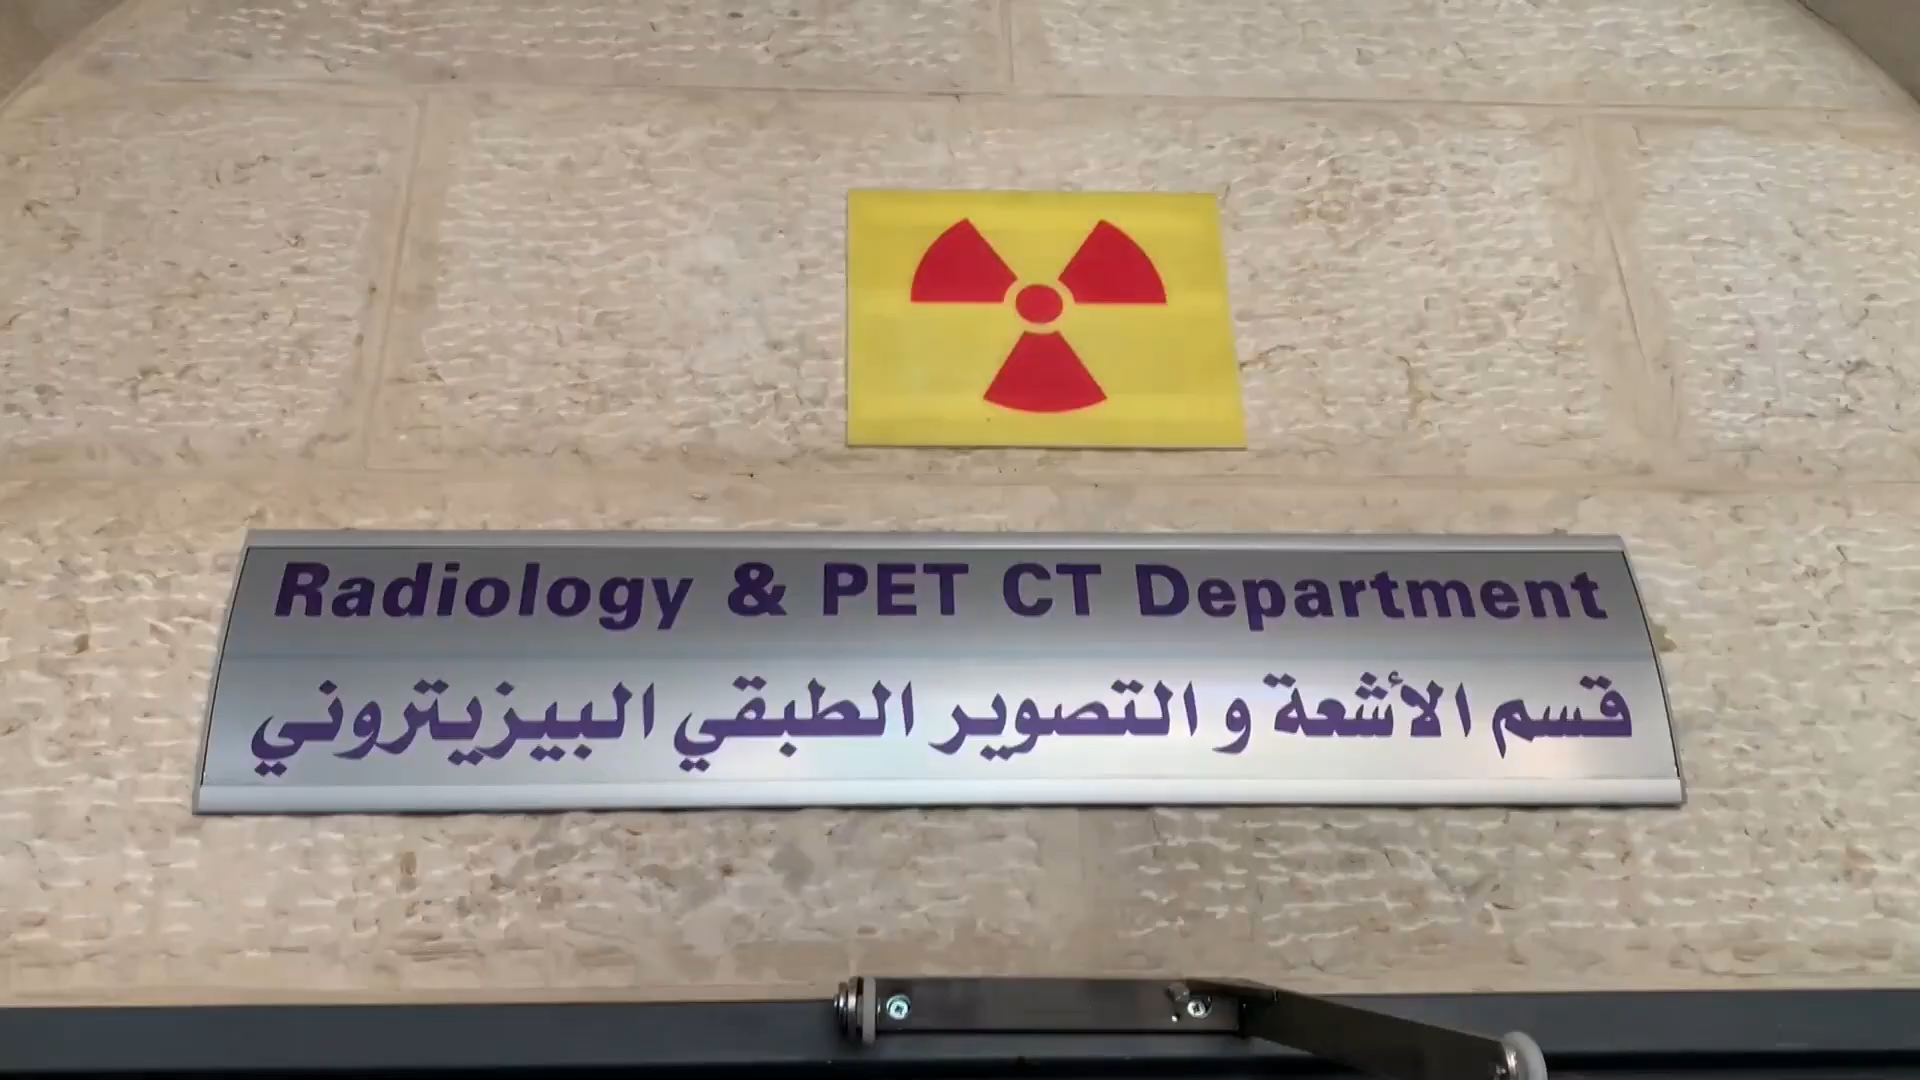 Radiology & PET CT Department
قسم الأشعة و التصوير الطبقي البيزيتروني